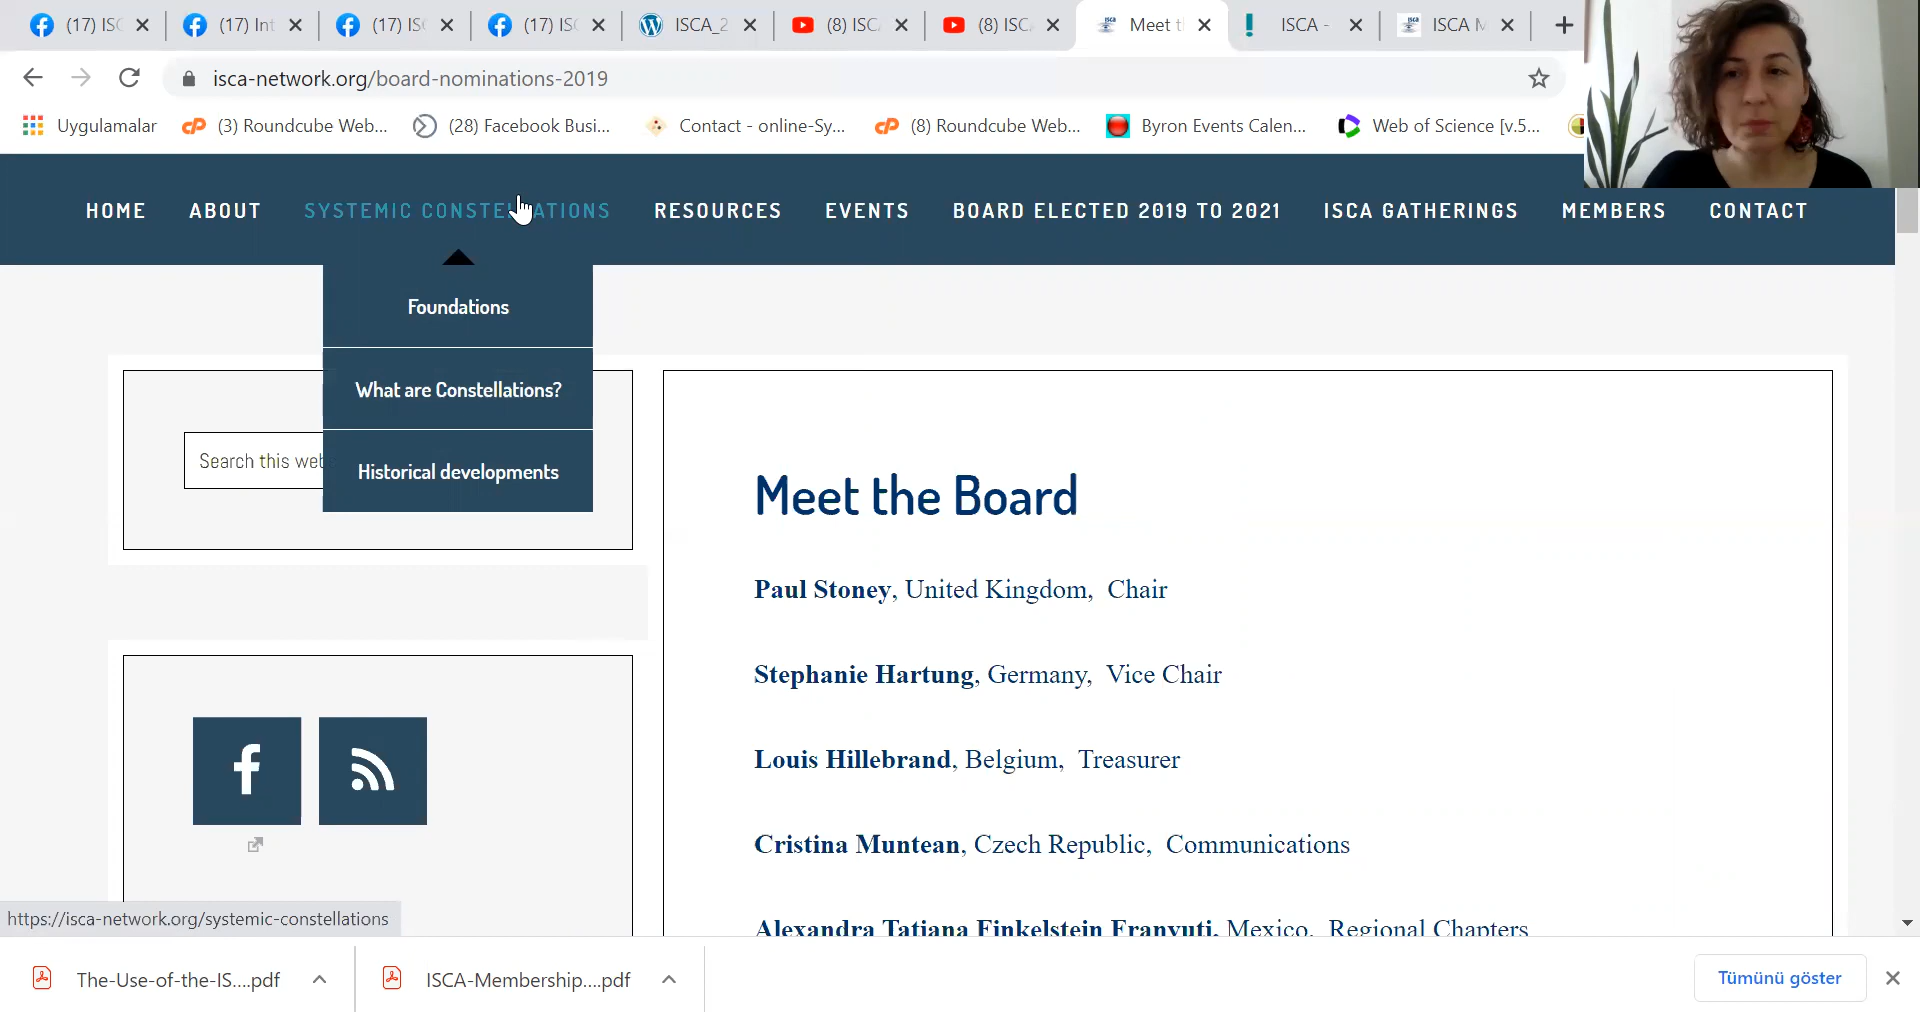 (17) IS
(17) Int
(17) IS
(17) IS
ISCA_2
(8) ISC
(8) ISC
Meet t
ISCA -
ISCA M
isca-network.org/board-nominations-2019
Uygulamalar
(3) Roundcube Web...
(28) Facebook Busi...
Contact - online-Sy...
(8) Roundcube Web...
Byron Events Calen...
Web of Science [v.5...
HOME
ABOUT
SYSTEMIC CONSTELLATIONS
RESOURCES
EVENTS
BOARD ELECTED 2019 TO 2021
ISCA GATHERINGS
MEMBERS
CONTACT
Foundations
What are Constellations?
Historical developments
Search this web
Meet the Board
Paul Stoney, United Kingdom, Chair
Stephanie Hartung, Germany, Vice Chair
Louis Hillebrand, Belgium, Treasurer
Cristina Muntean, Czech Republic, Communications
Alexandra Tatiana Finkelstein Franyuti, Mexico, Regional Chapters
https://isca-network.org/systemic-constellations
The-Use-of-the-IS....pdf
ISCA-Membership....pdf
Tümünü göster